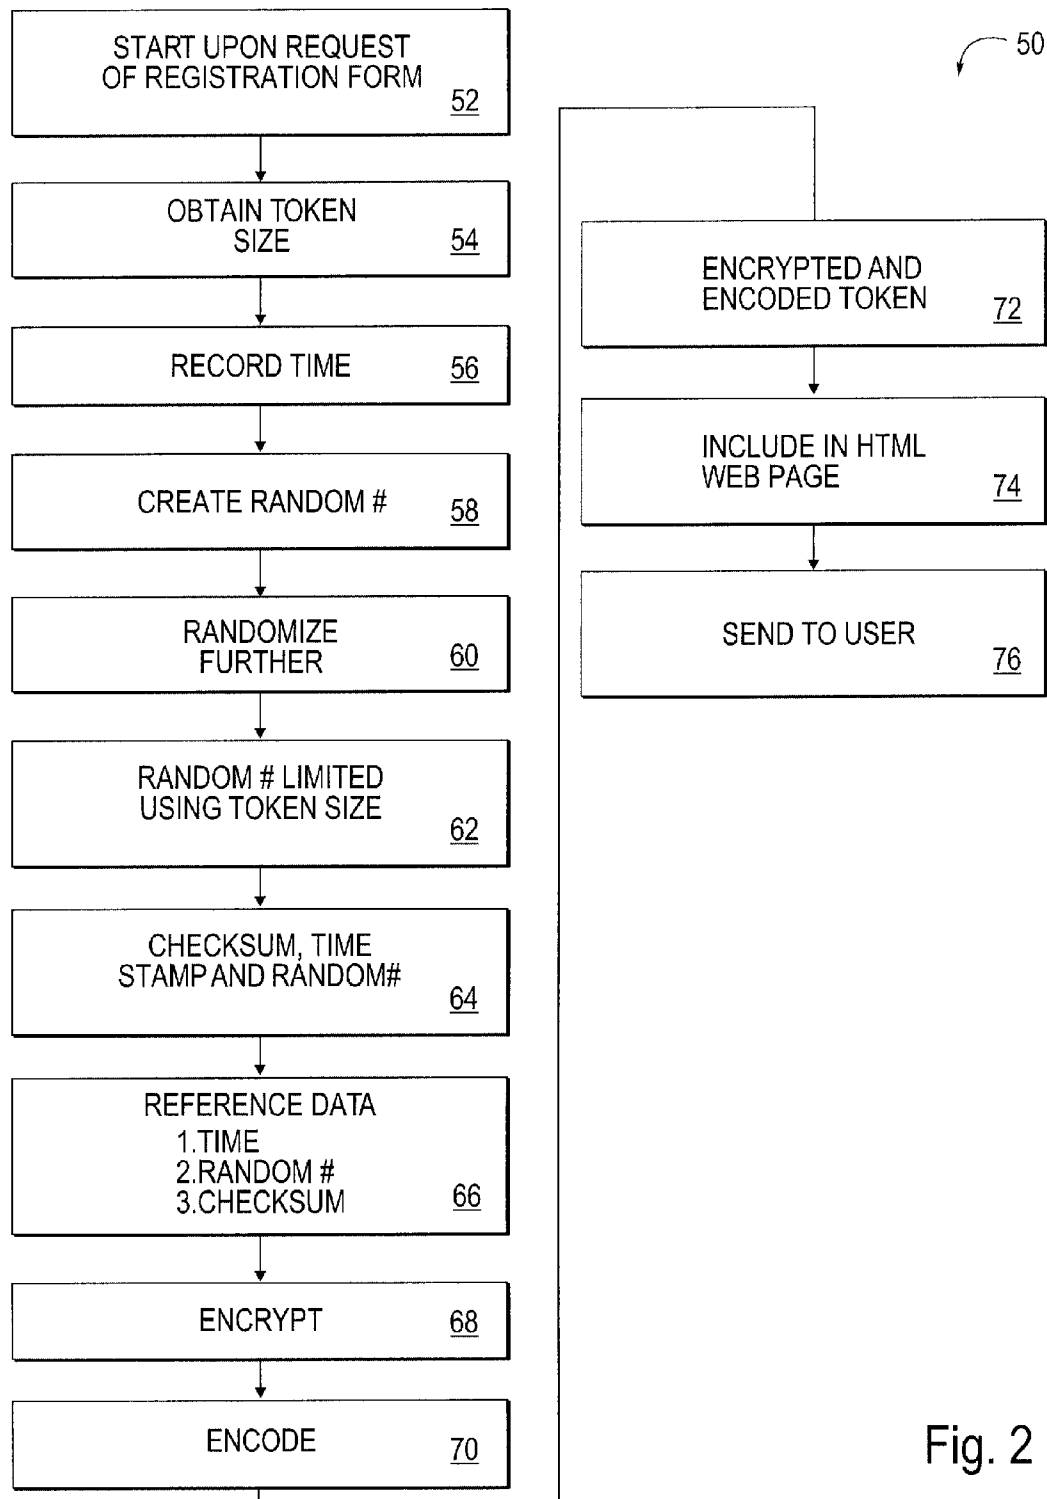 START UPON REQUEST
OF REGISTRATION FORM
52
OBTAIN TOKEN
SIZE
54
RECORD TIME
56
CREATE RANDOM #
58
RANDOMIZE
FURTHER
60
RANDOM # LIMITED
USING TOKEN SIZE
62
CHECKSUM, TIME
STAMP AND RANDOM#
64
REFERENCE DATA
1.TIME
2.RANDOM #
3.CHECKSUM
66
ENCRYPT
68
ENCODE
70
50
ENCRYPTED AND
ENCODED TOKEN
72
INCLUDE IN HTML
WEB PAGE
74
SEND TO USER
76
Fig. 2